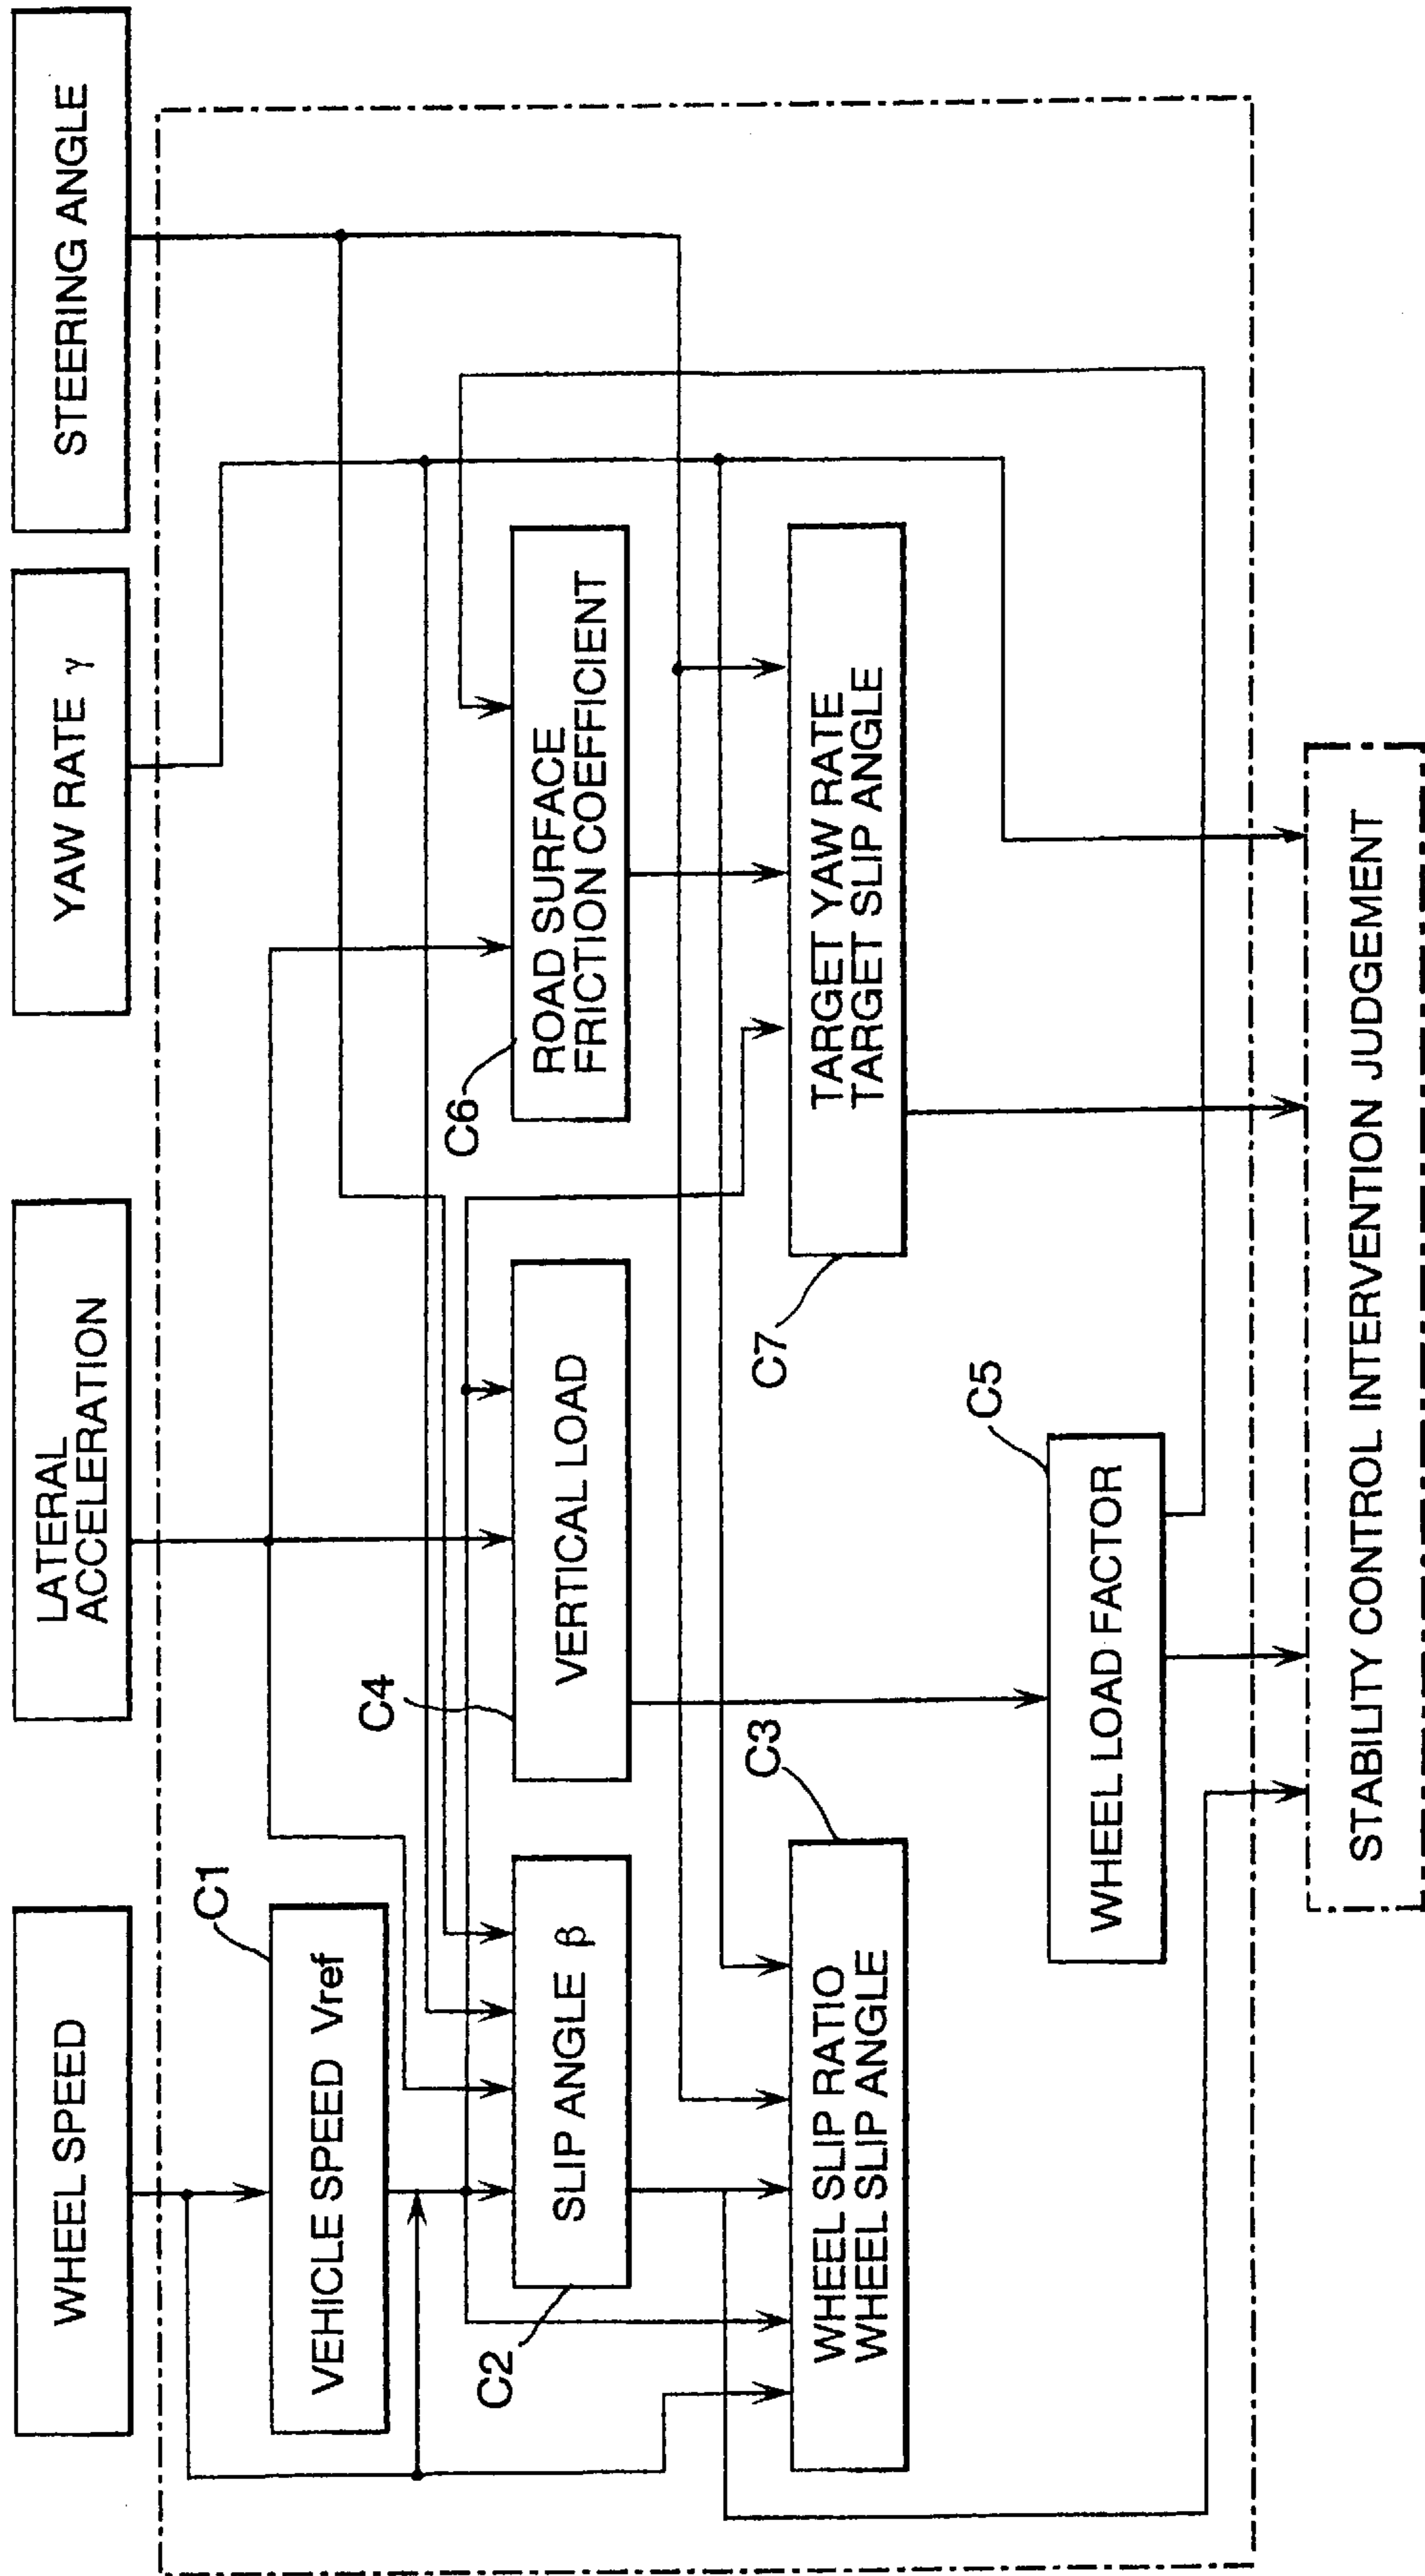 WHEEL SPEED
LATERAL
ACCELERATION
YAW RATE γ
STEERING ANGLE
C1
VEHICLE SPEED Vref
C2
SLIP ANGLE β
C4
VERTICAL LOAD
C6
ROAD SURFACE
FRICTION COEFFICIENT
C3
WHEEL SLIP RATIO
WHEEL SLIP ANGLE
C7
TARGET YAW RATE
TARGET SLIP ANGLE
C5
WHEEL LOAD FACTOR
STABILITY CONTROL INTERVENTION JUDGEMENT